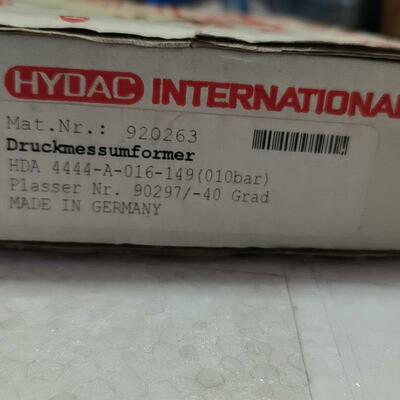 HYDAC INTERNATIONAL
Mat.Nr.: 920263
Druckmessumformer
HDA 4444-A-016-149(010bar)
Plasser Nr. 90297/-40 Grad
MADE IN GERMANY